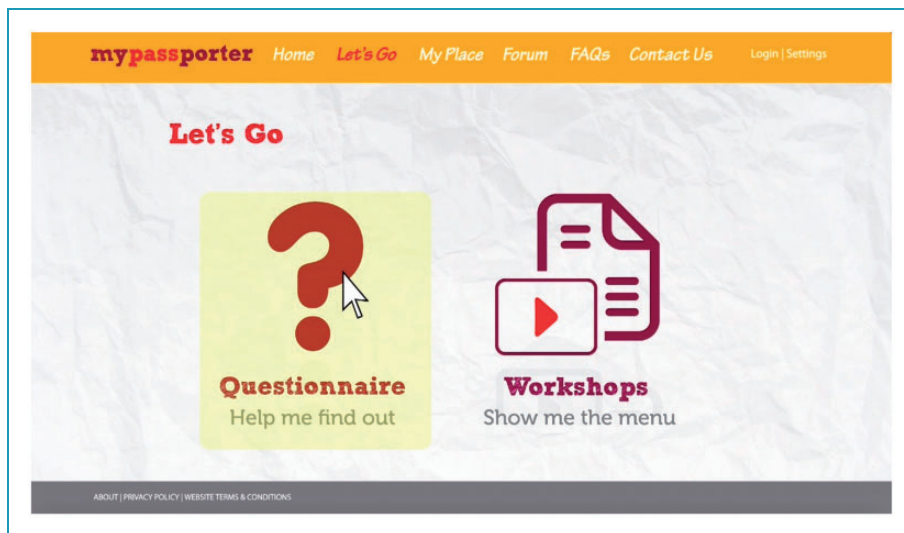 mypassporter Home Let's Go My Place Forum FAQs Contact Us Login | Settings
Let's Go
?
Questionnaire
Help me find out
Workshops
Show me the menu
ABOUT | PRIVACY POLICY | WEBSITE TERMS & CONDITIONS